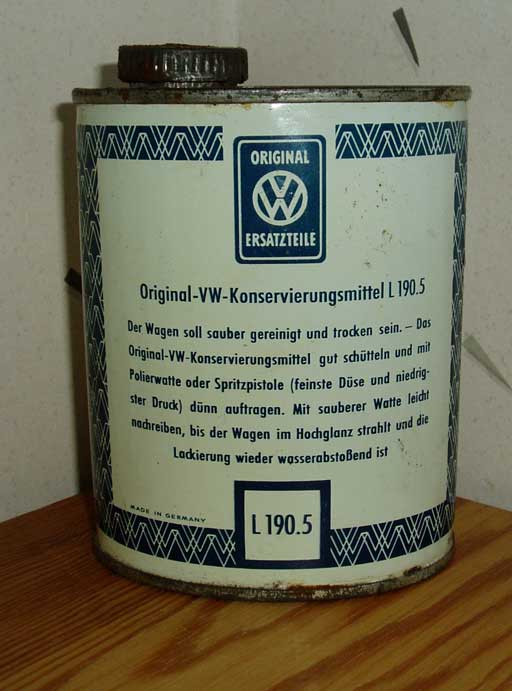 ORIGINAL
VW
ERSATZTEILE
Original-VW-Konservierungsmittel L 190.5
Der Wagen soll sauber gereinigt und trocken sein. – Das
Original-VW-Konservierungsmittel gut schütteln und mit
Polierwatte oder Spritzpistole (feinste Düse und niedrig-
ster Druck) dünn auftragen. Mit sauberer Watte leicht
nachreiben, bis der Wagen im Hochglanz strahlt und die
Lackierung wieder wasserabstoßend ist
MADE IN GERMANY
L 190.5